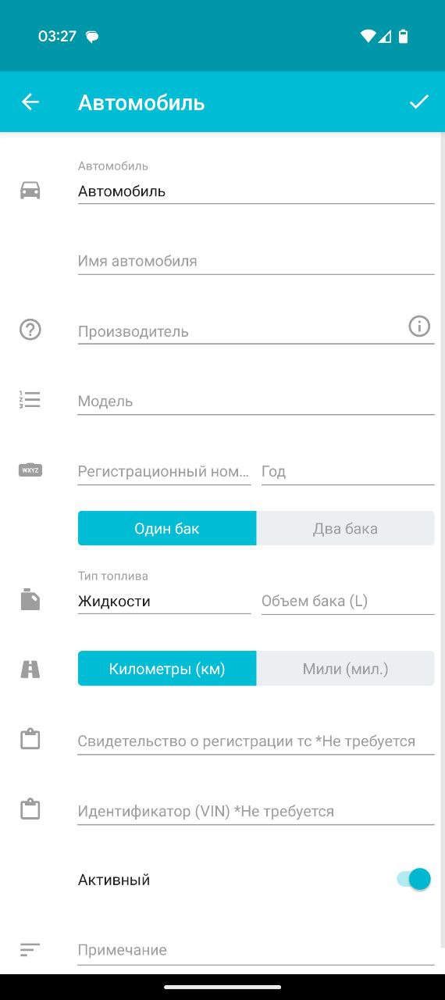 03:27
Автомобиль
Автомобиль
Автомобиль
Имя автомобиля
Производитель
Модель
WXYZ
Регистрационный ном... Год
Один бак Два бака
Тип топлива
Жидкости Объем бака (L)
Километры (км) Мили (мил.)
Свидетельство о регистрации тс *Не требуется
Идентификатор (VIN) *Не требуется
Активный
Примечание